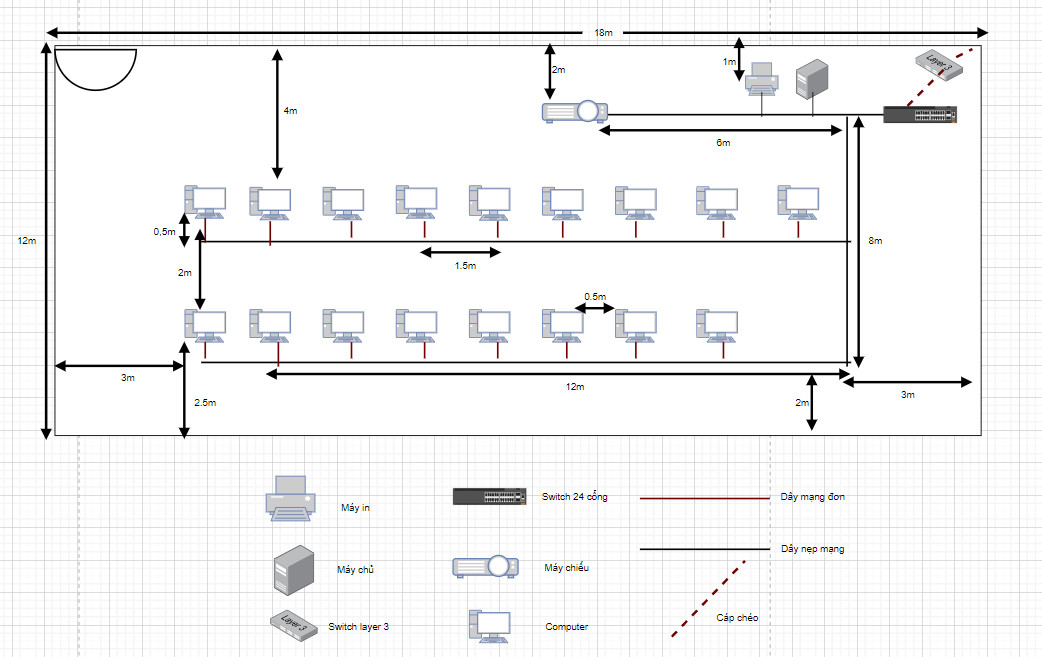 18m
2m
1m
Layer 3
4m
6m
0,5m
12m
8m
1.5m
2m
0.5m
3m
12m
3m
2.5m
2m
Máy in
Switch 24 cổng
Dây mạng đơn
Máy chủ
Máy chiếu
Dây nẹp mạng
Layer 3
Switch layer 3
Computer
Cáp chéo